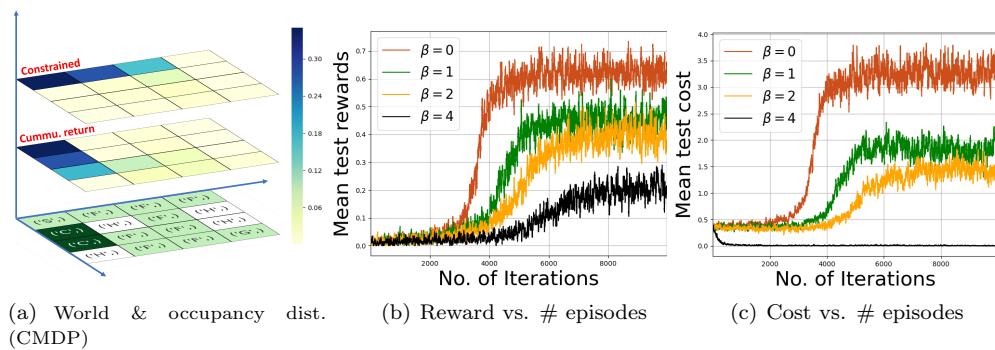 Constrained
Cummu. return
0.30
0.24
0.18
0.12
0.06
('S',) ('F',) ('F',) ('F',)
('C',) ('H',) ('F',) ('H',)
('C',) ('F',) ('F',) ('H',)
('H',) ('F',) ('F',) ('G',)
Mean test rewards
0.7
0.6
0.5
0.4
0.3
0.2
0.1
0.0
β = 0
β = 1
β = 2
β = 4
2000 4000 6000 8000
No. of Iterations
Mean test cost
4.0
3.5
3.0
2.5
2.0
1.5
1.0
0.5
0.0
β = 0
β = 1
β = 2
β = 4
2000 4000 6000 8000
No. of Iterations
(a) World & occupancy dist.
(CMDP)
(b) Reward vs. # episodes
(c) Cost vs. # episodes